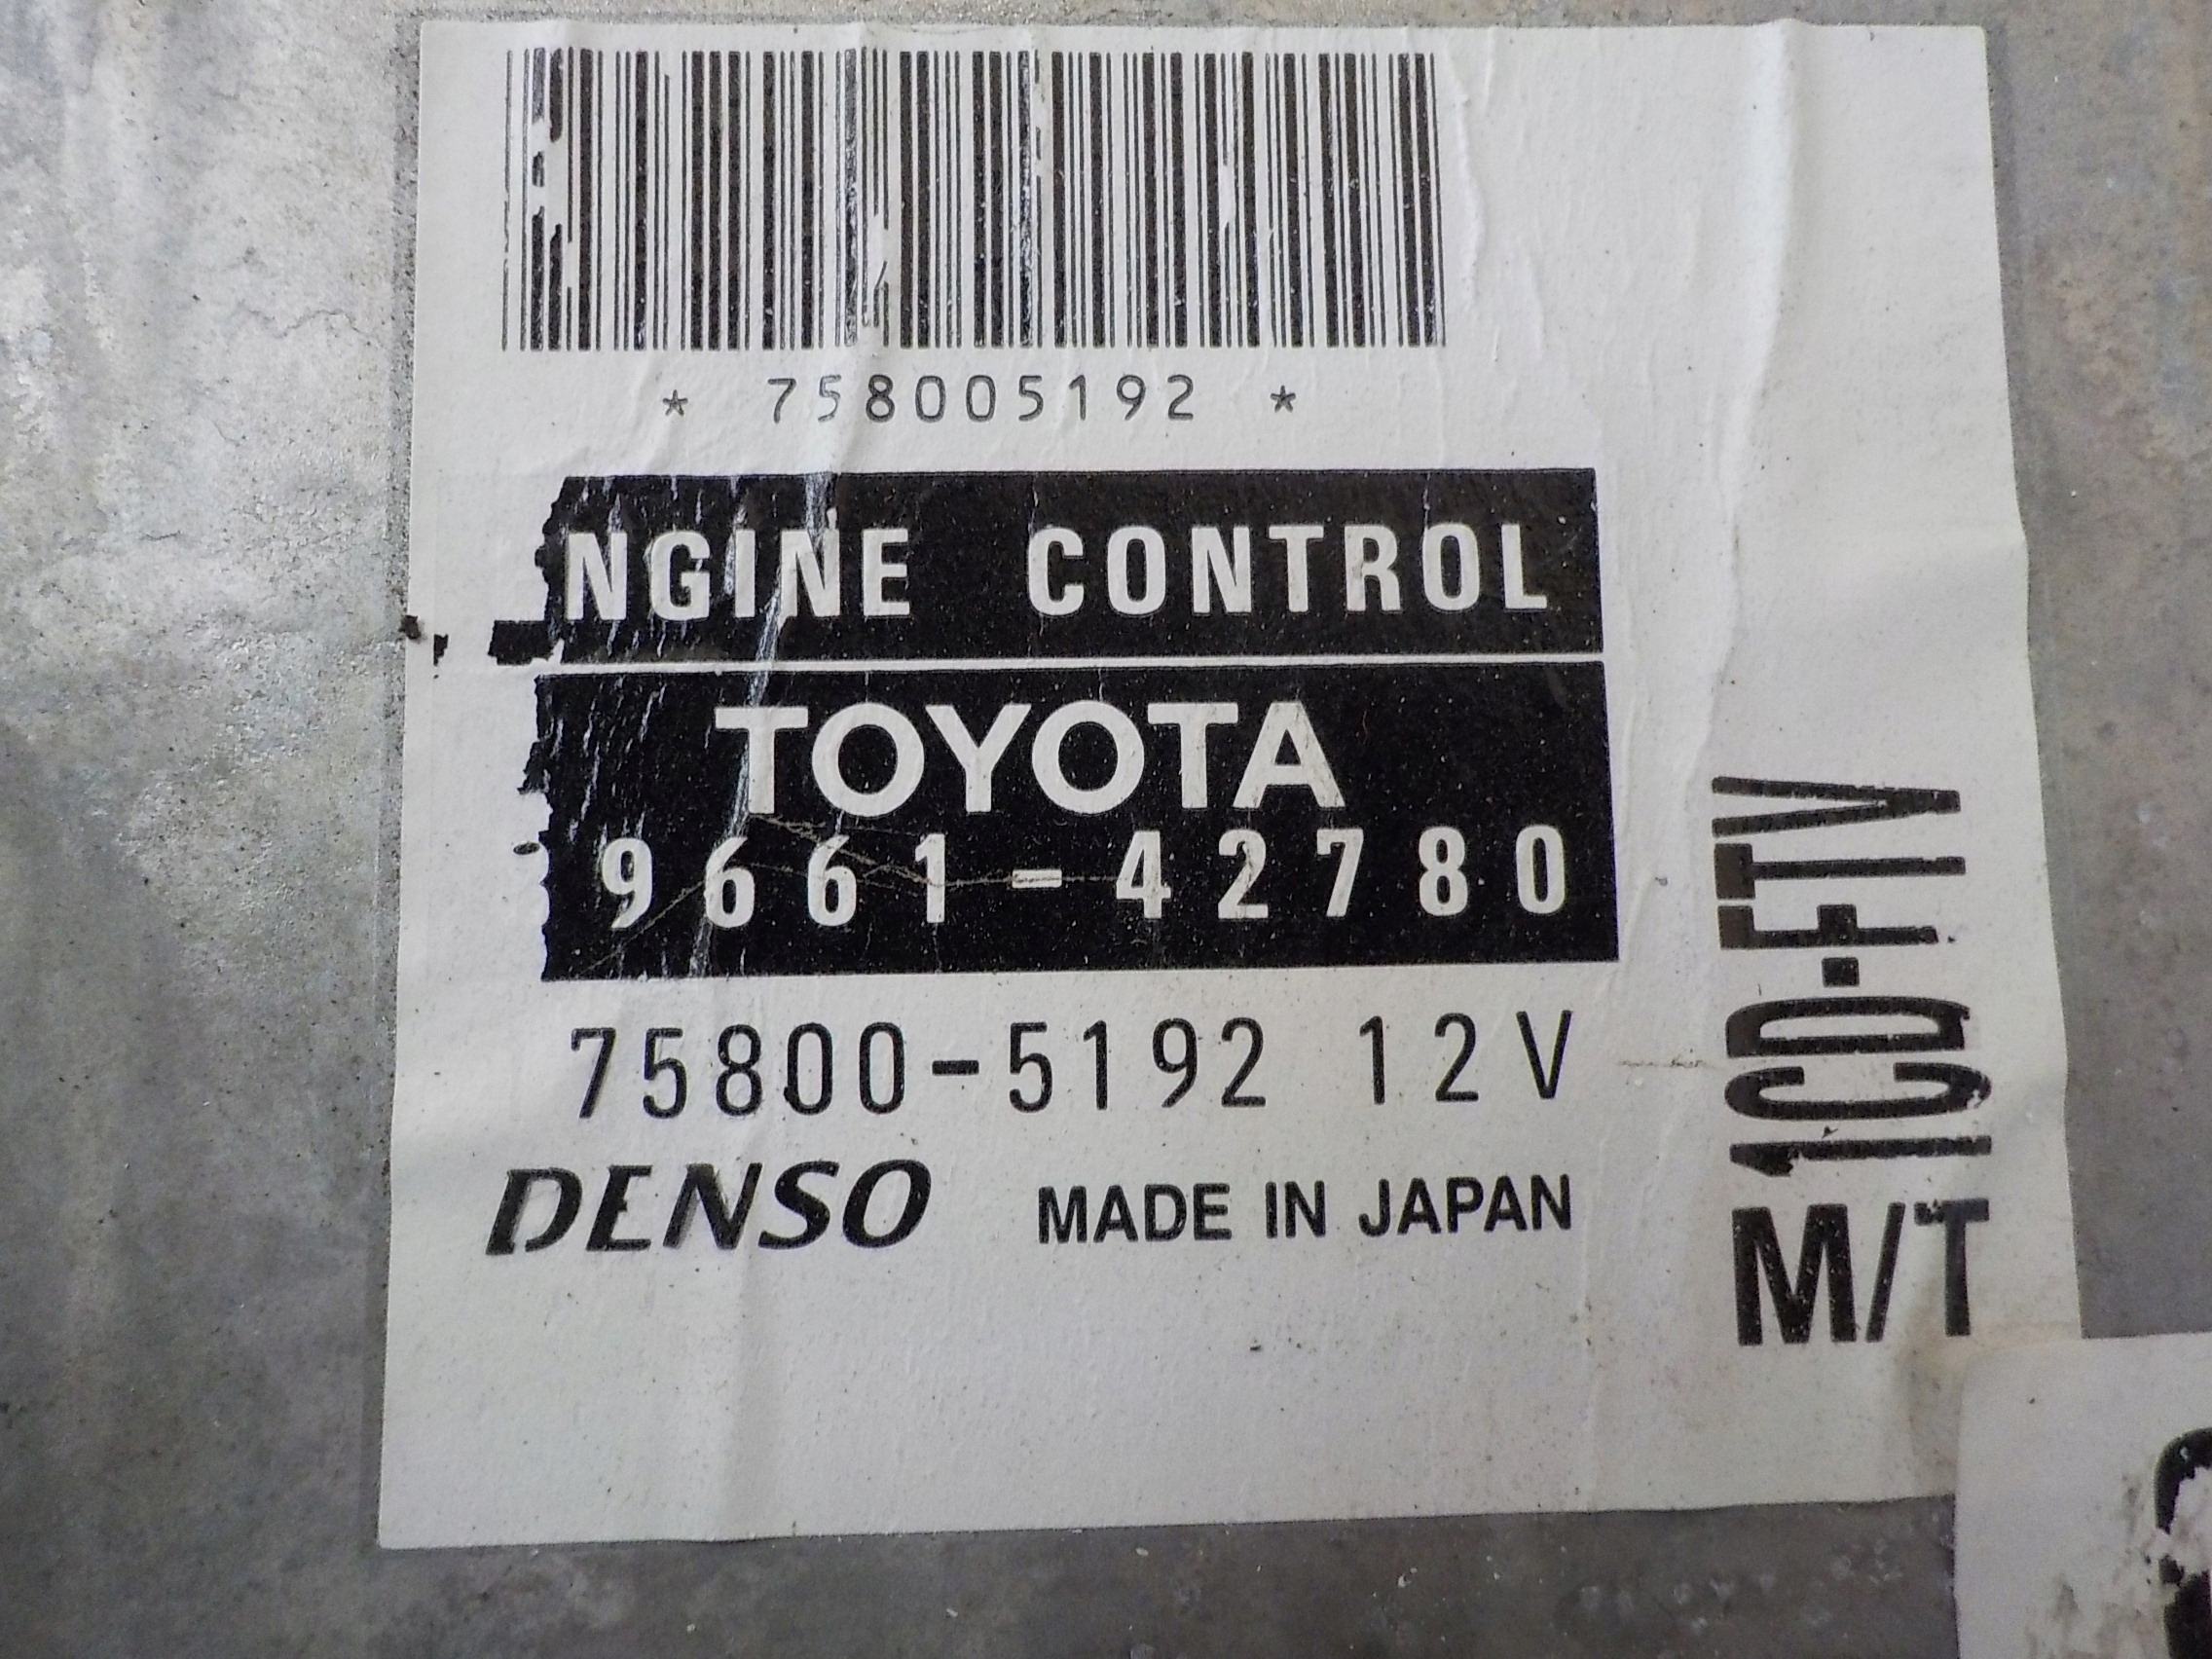 * 758005192 *
NGINE CONTROL
TOYOTA
9661-42780
75800-5192 12V
DENSO MADE IN JAPAN
1CD-FTV
M/T